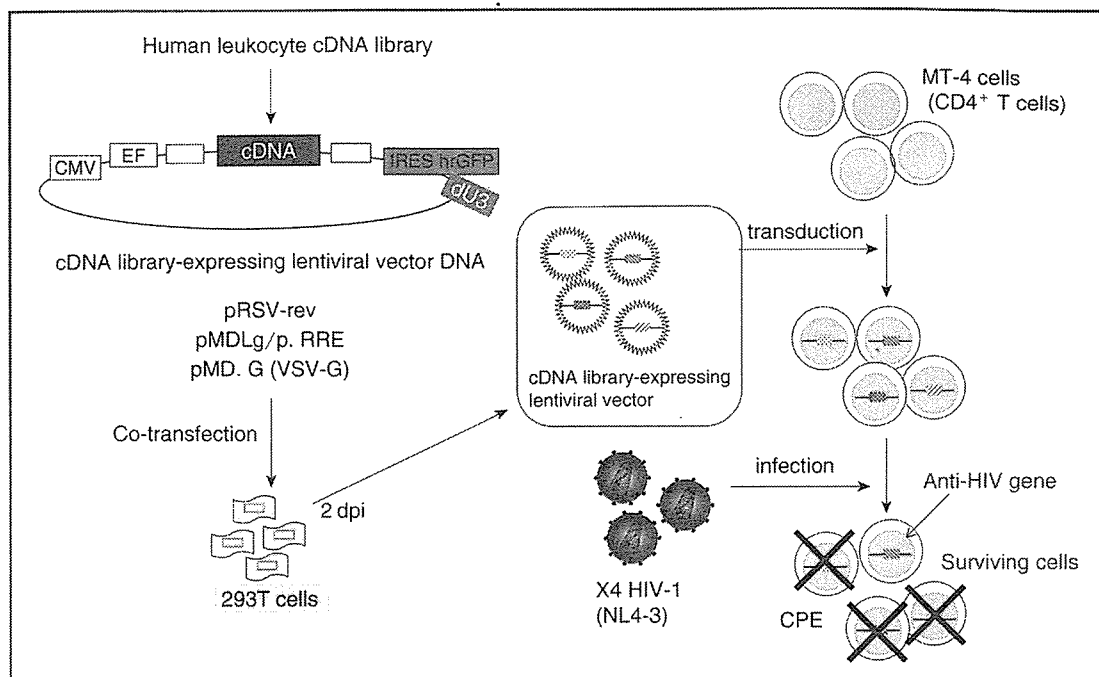 Human leukocyte cDNA library
CMV
EF
cDNA
IRES hrGFP
dU3
cDNA library-expressing lentiviral vector DNA
pRSV-rev
pMDLg/p. RRE
pMD. G (VSV-G)
Co-transfection
2 dpi
293T cells
cDNA library-expressing
lentiviral vector
MT-4 cells
(CD4⁺ T cells)
transduction
infection
X4 HIV-1
(NL4-3)
Anti-HIV gene
Surviving cells
CPE